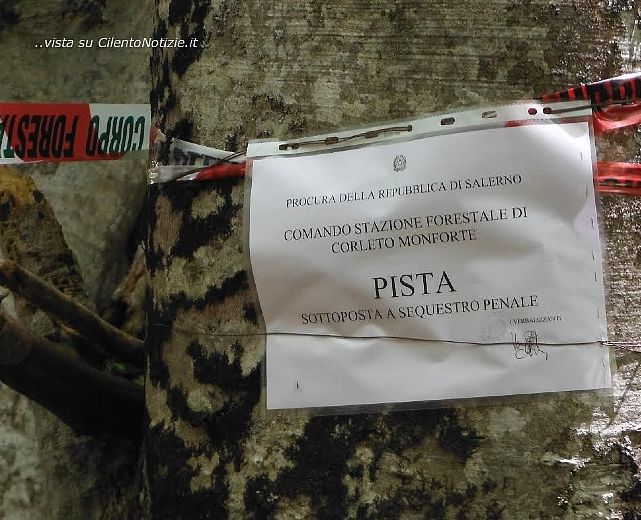 ..vista su CilentoNotizie.it
CORPO FORESTA
PROCURA DELLA REPUBBLICA DI SALERNO
COMANDO STAZIONE FORESTALE DI
CORLETO MONFORTE
PISTA
SOTTOPOSTA A SEQUESTRO PENALE
I VERBALIZZANTI